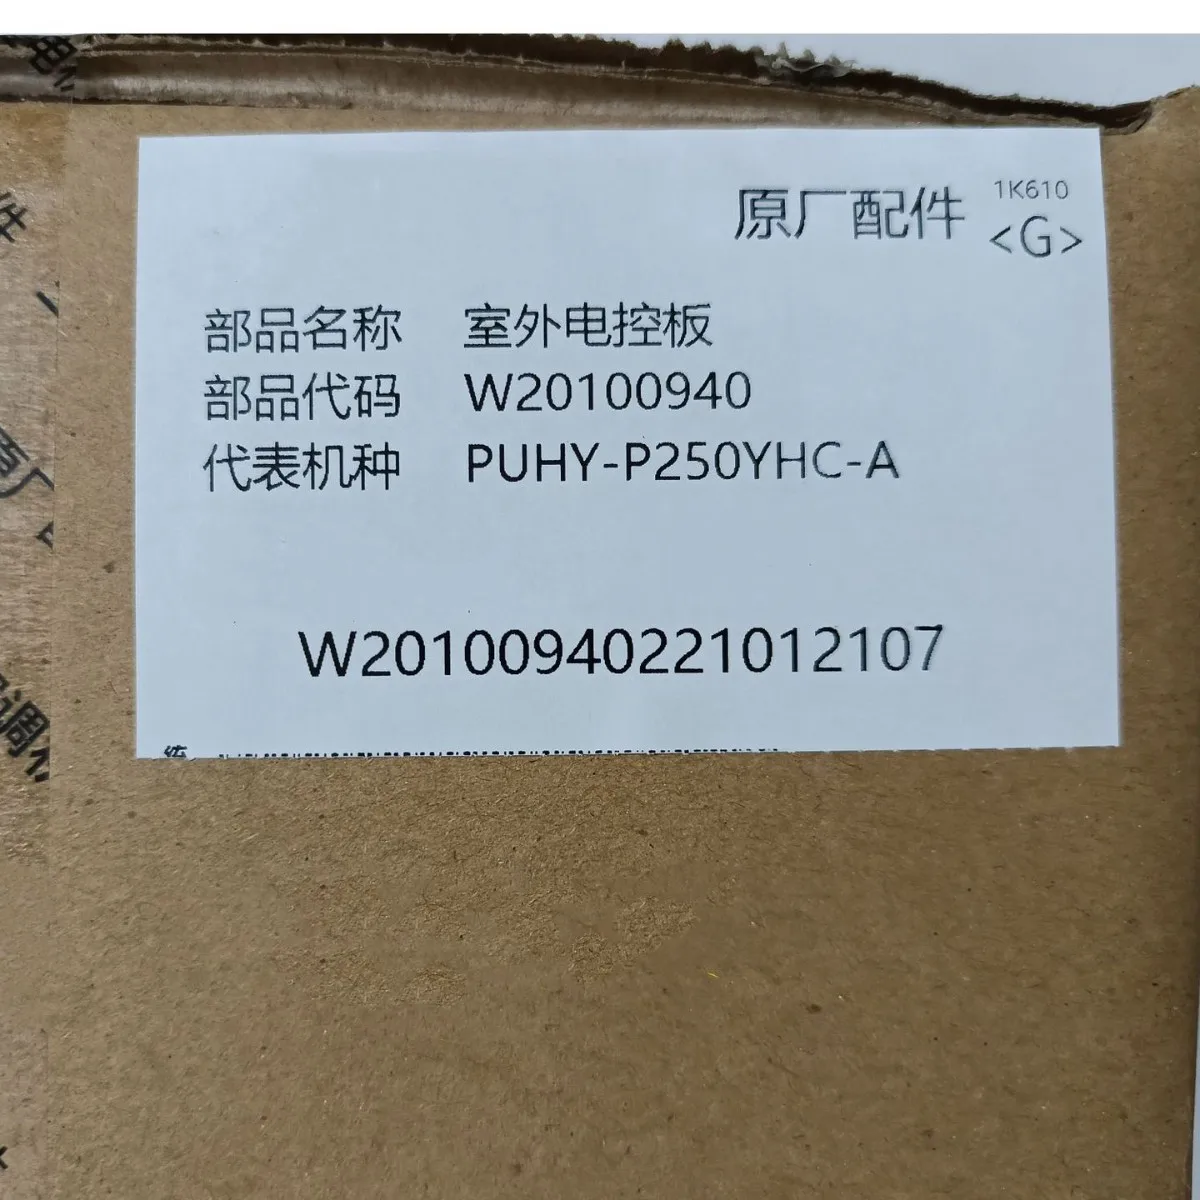 原厂配件
1K610
<G>
部品名称 室外电控板
部品代码 W20100940
代表机种 PUHY-P250YHC-A
W20100940221012107